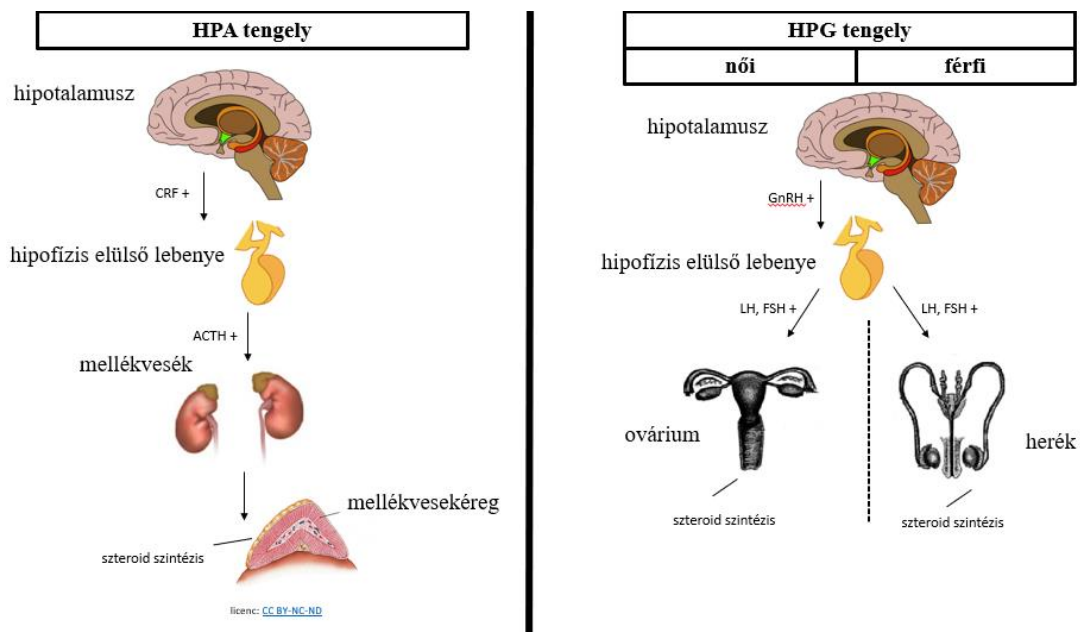 HPA tengely
hipotalamusz
CRF +
hipofízis elülső lebenye
ACTH +
mellékvesék
mellékvesekéreg
szteroid szintézis
licenc: CC BY-NC-ND
HPG tengely
női
férfi
hipotalamusz
GnRH +
hipofízis elülső lebenye
LH, FSH +
LH, FSH +
ovárium
herék
szteroid szintézis
szteroid szintézis